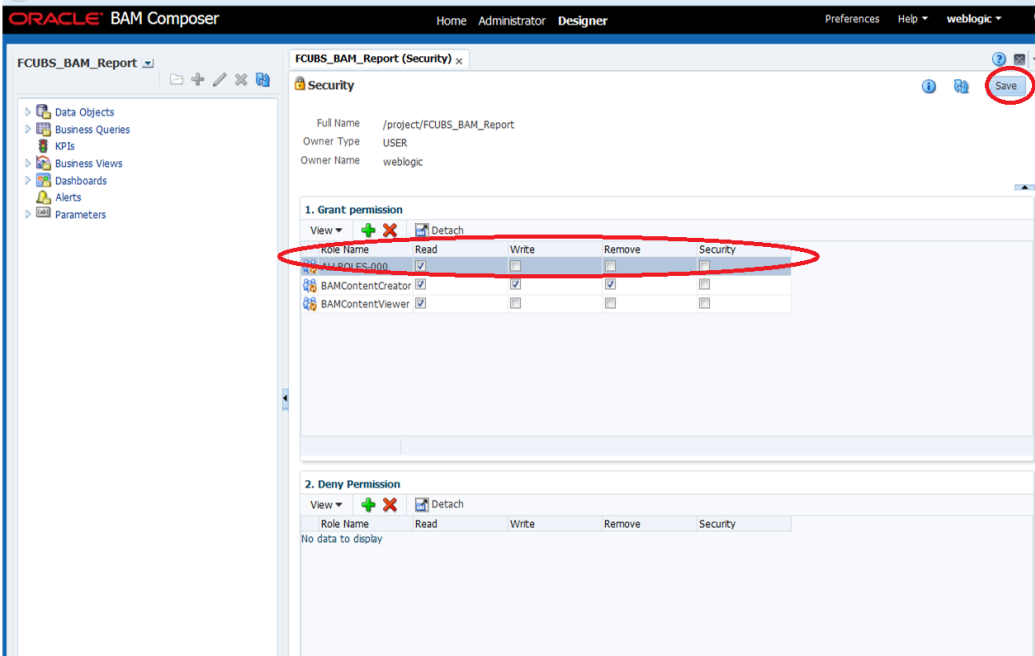 ORACLE BAM Composer
Home Administrator Designer
Preferences Help weblogic
FCUBS_BAM_Report
Data Objects
Business Queries
KPIs
Business Views
Dashboards
Alerts
Parameters
FCUBS_BAM_Report (Security)
Security
Save
Full Name /project/FCUBS_BAM_Report
Owner Type USER
Owner Name weblogic
1. Grant permission
View Detach
Role Name Read Write Remove Security
BAMContentCreator
BAMContentViewer
2. Deny Permission
View Detach
Role Name Read Write Remove Security
No data to display